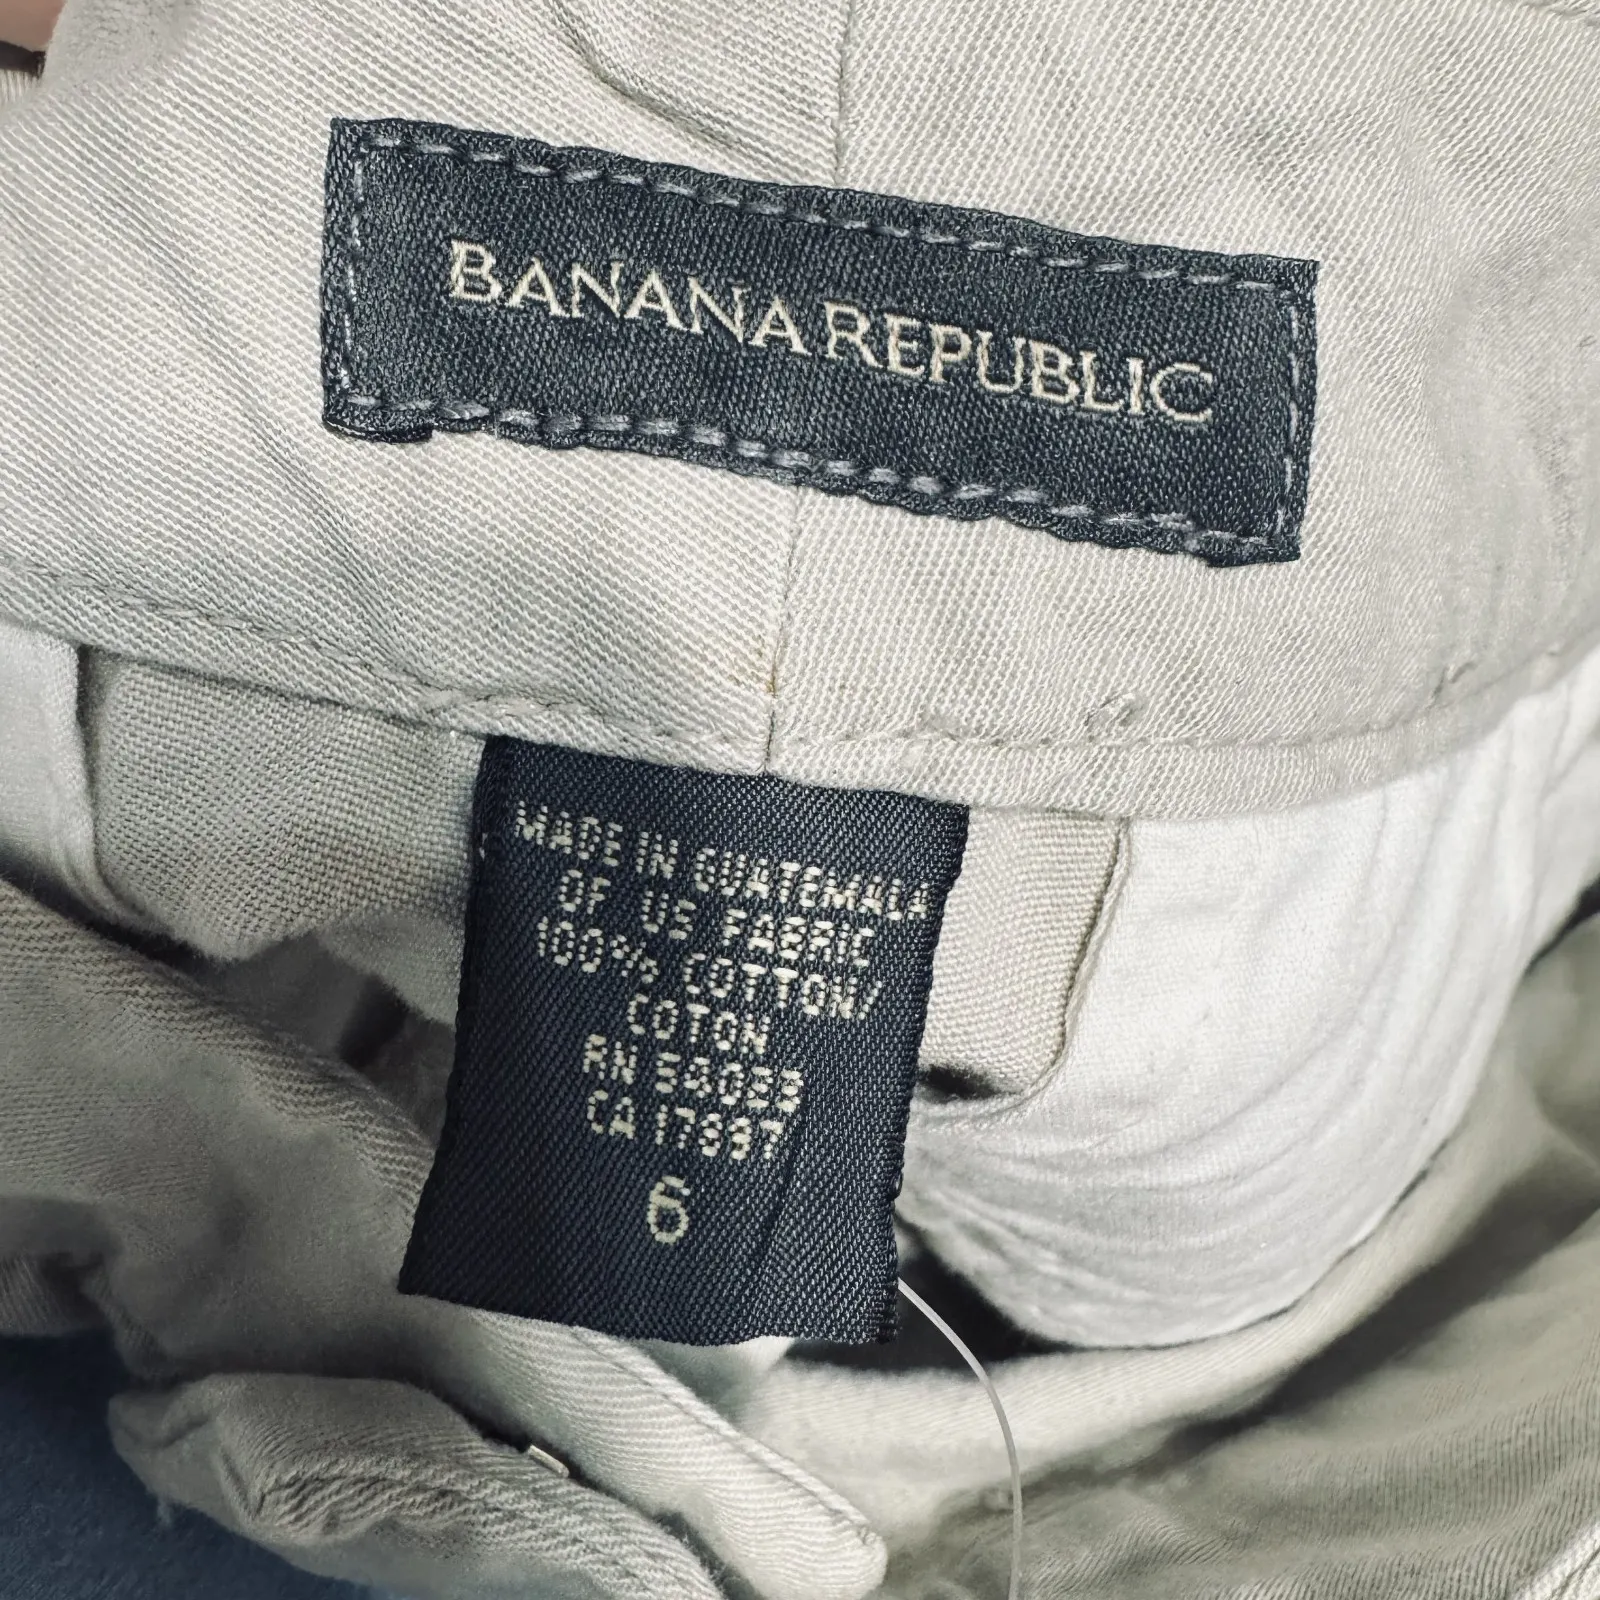 BANANA REPUBLIC
MADE IN GUATEMALA
OF US FABRIC
100% COTTON/
COTON
RN 54023
CA 17897
6